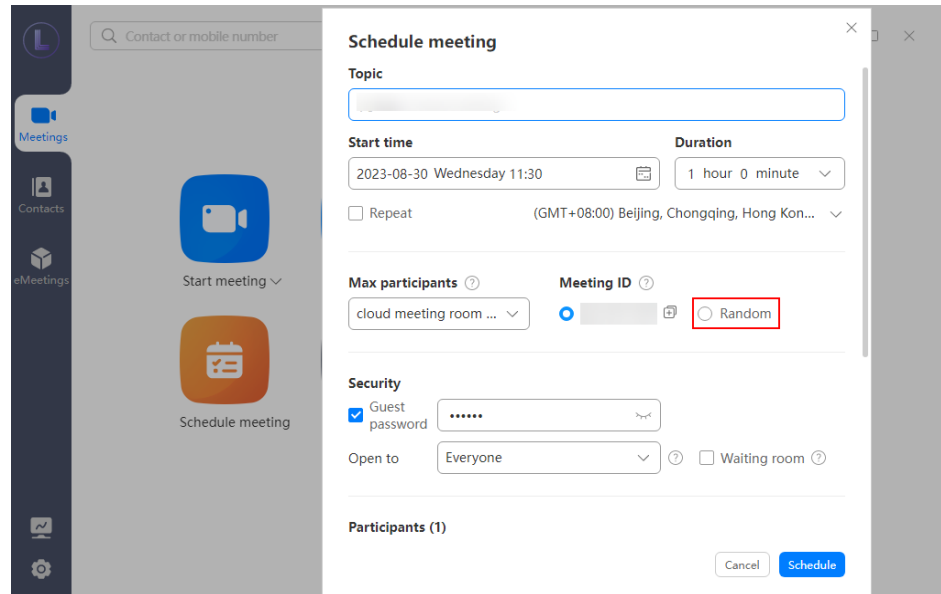 L
Contact or mobile number
Meetings
Contacts
eMeetings
Start meeting
Schedule meeting
Schedule meeting
Topic
Start time
Duration
2023-08-30 Wednesday 11:30
1 hour 0 minute
Repeat
(GMT+08:00) Beijing, Chongqing, Hong Kon...
Max participants
Meeting ID
cloud meeting room ...
Random
Security
Guest
password
••••••
Open to
Everyone
Waiting room
Participants (1)
Cancel
Schedule